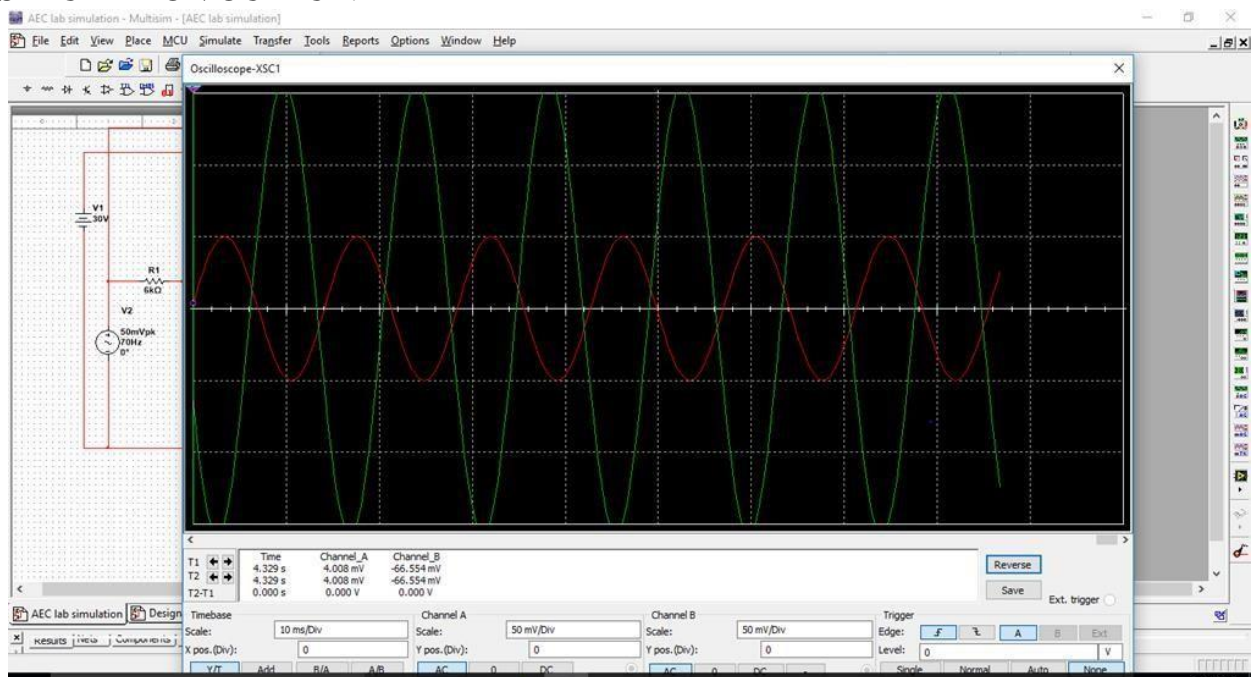 AEC lab simulation - Multisim - [AEC lab simulation]
File Edit View Place MCU Simulate Transfer Tools Reports Options Window Help
Oscilloscope-XSC1
V1
30V
R1
6kΩ
V2
50mVpk
70Hz
0°
Time Channel_A Channel_B
T1 4.329 s 4.008 mV -66.554 mV
T2 4.329 s 4.008 mV -66.554 mV
T2-T1 0.000 s 0.000 V 0.000 V
Reverse
Save
Ext. trigger
AEC lab simulation Design
Results Nets Components
Timebase Channel A Channel B Trigger
Scale: 10 ms/Div Scale: 50 mV/Div Scale: 50 mV/Div Edge: A B Ext
X pos.(Div): 0 Y pos.(Div): 0 Y pos.(Div): 0 Level: 0 V
Y/T Add B/A A/B AC 0 DC AC 0 DC - Single Normal Auto None